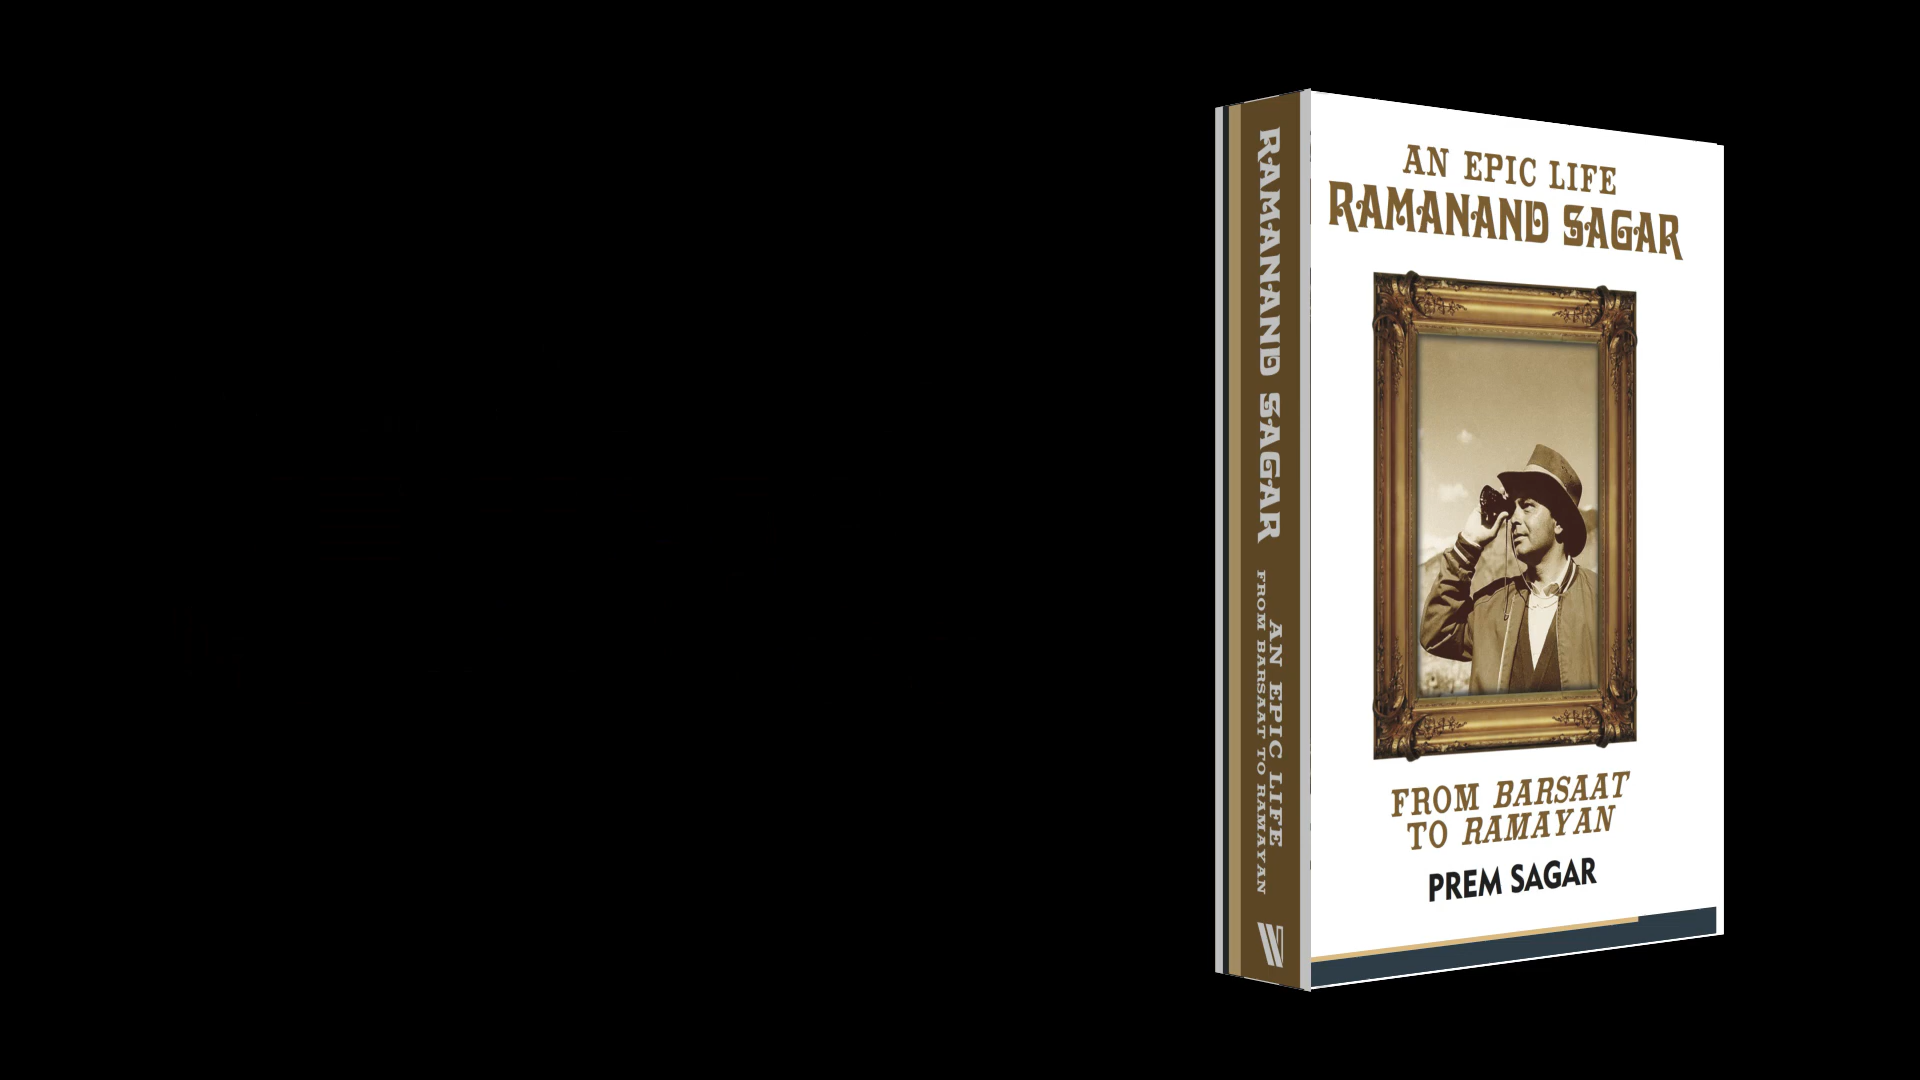 RAMANAND SAGAR
AN EPIC LIFE
FROM BARSAAT TO RAMAYAN
AN EPIC LIFE
RAMANAND SAGAR
FROM BARSAAT
TO RAMAYAN
PREM SAGAR